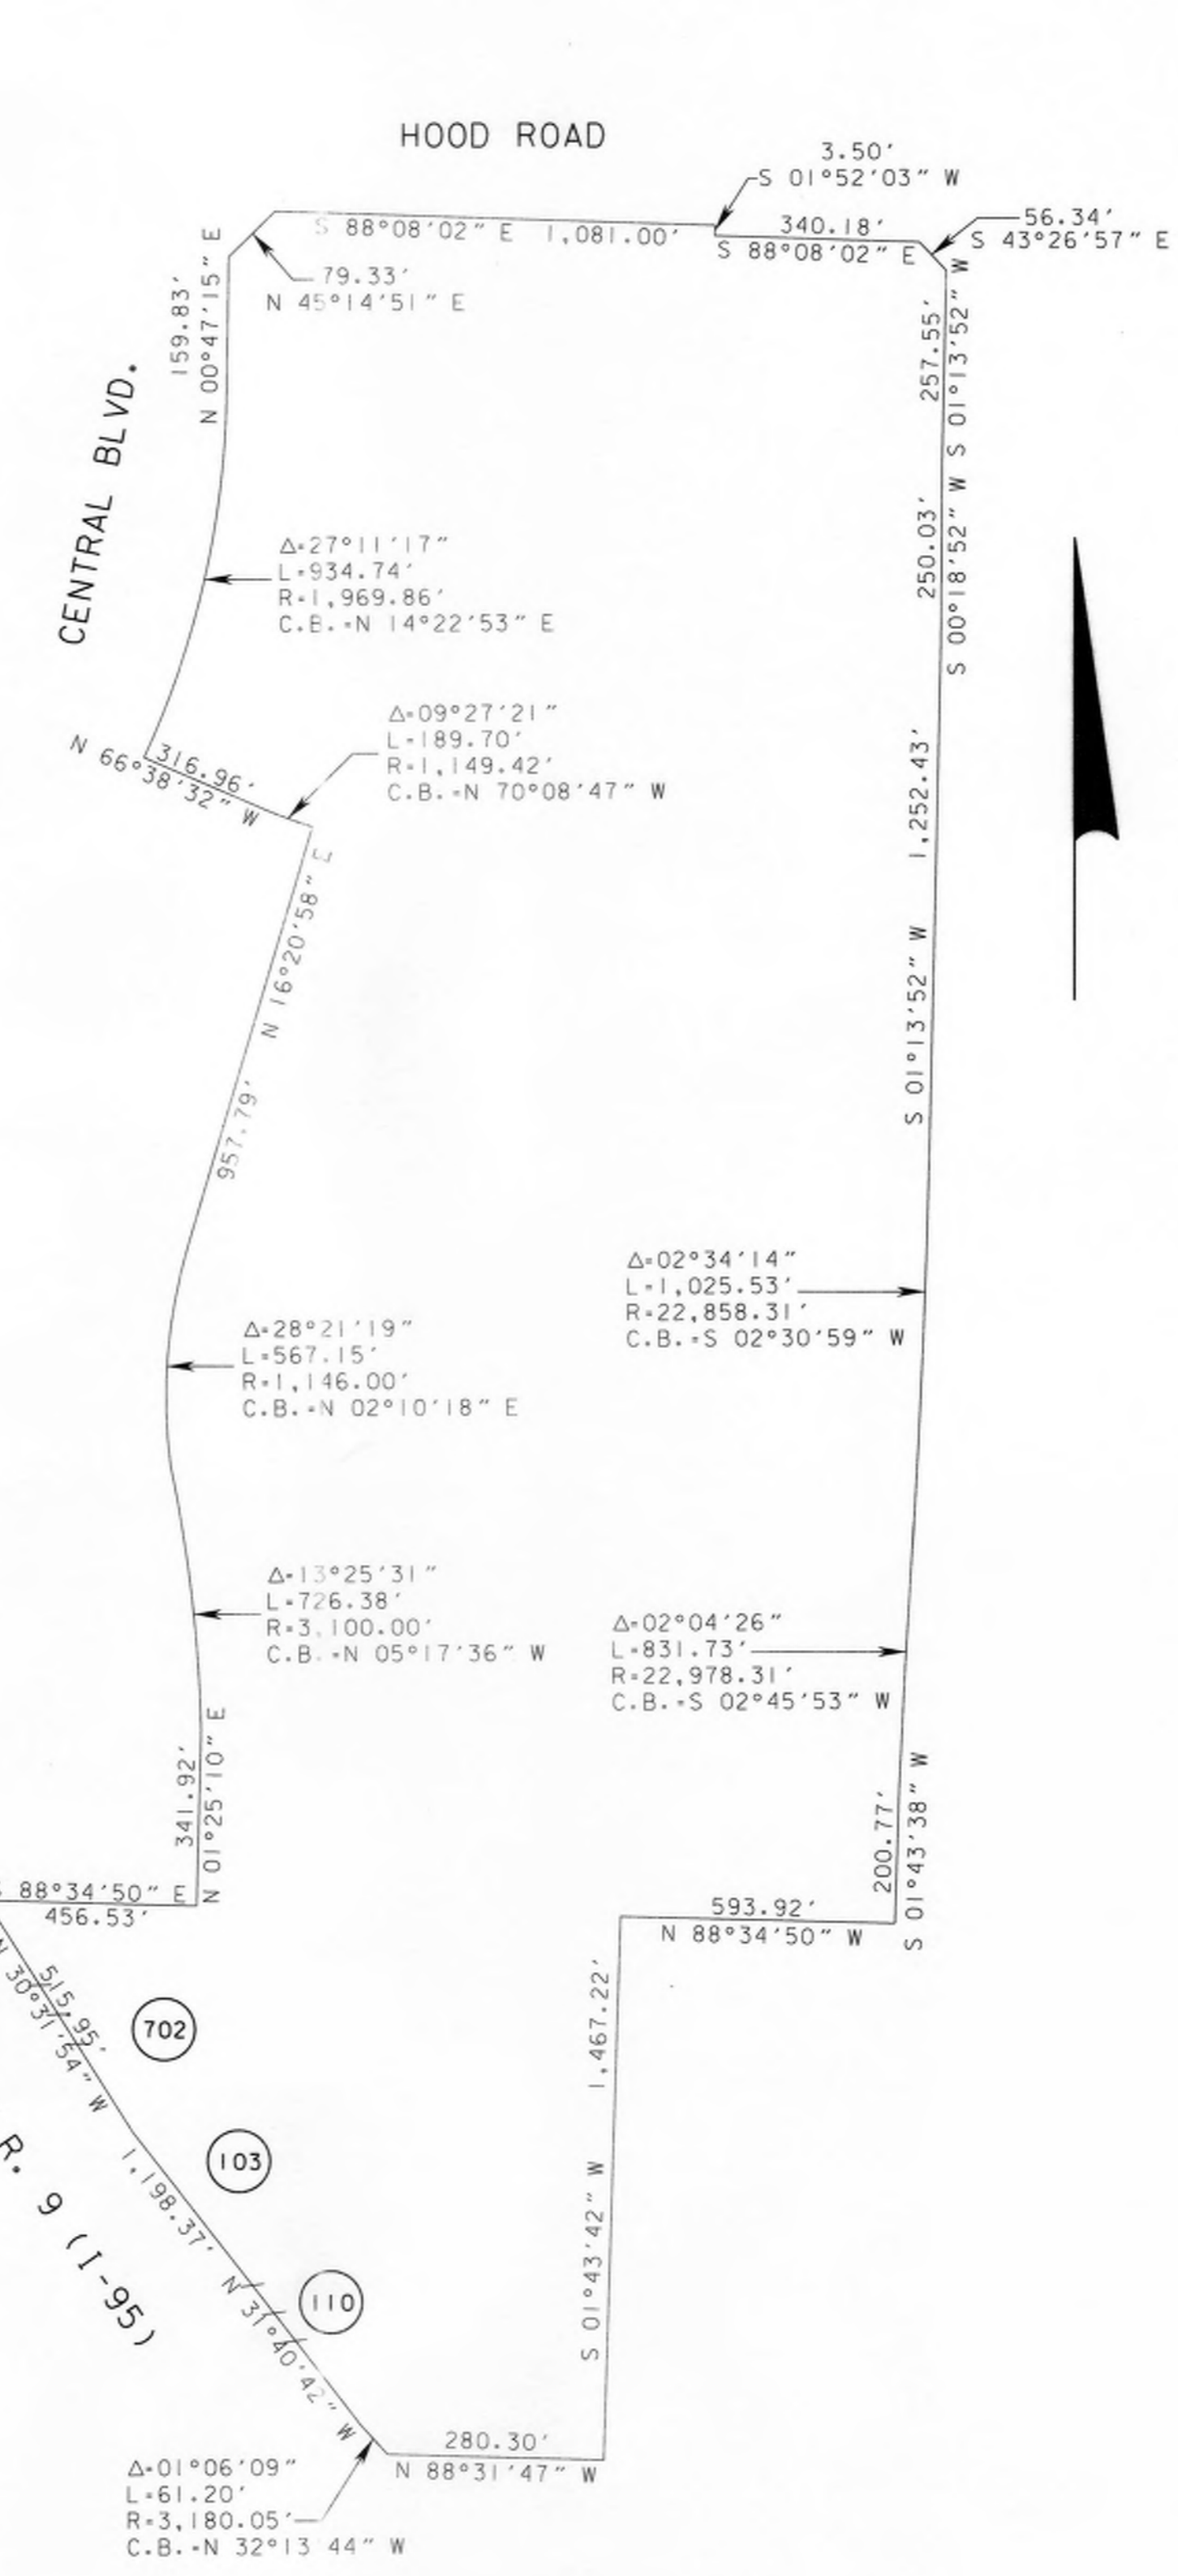 HOOD ROAD
3.50′
S 01°52′03″ W
56.34′
S 43°26′57″ E
340.18′
S 88°08′02″ E
S 88°08′02″ E 1,081.00′
79.33′
N 45°14′51″ E
159.83′
N 00°47′15″ E
CENTRAL BLVD.
257.55′
S 01°13′52″ W
250.03′
S 00°18′52″ W
Δ=27°11′17″
L=934.74′
R=1,969.86′
C.B.=N 14°22′53″ E
Δ=09°27′21″
L=189.70′
R=1,149.42′
C.B.=N 70°08′47″ W
316.96′
N 66°38′32″ W
1,252.43′
S 01°13′52″ W
957.79′ N 16°20′58″ E
Δ=02°34′14″
L=1,025.53′
R=22,858.31′
C.B.=S 02°30′59″ W
Δ=28°21′19″
L=567.15′
R=1,146.00′
C.B.=N 02°10′18″ E
Δ=13°25′31″
L=726.38′
R=3,100.00′
C.B.=N 05°17′36″ W
Δ=02°04′26″
L=831.73′
R=22,978.31′
C.B.=S 02°45′53″ W
341.92′
N 01°25′10″ E
200.77′
S 01°43′38″ W
88°34′50″ E
456.53′
593.92′
N 88°34′50″ W
515.95′
N 30°31′54″ W
702
1,467.22′
S 01°43′42″ W
103
1,198.37′
N 31°40′42″ W
R. 9 (I-95)
110
280.30′
N 88°31′47″ W
Δ=01°06′09″
L=61.20′
R=3,180.05′
C.B.=N 32°13 44″ W